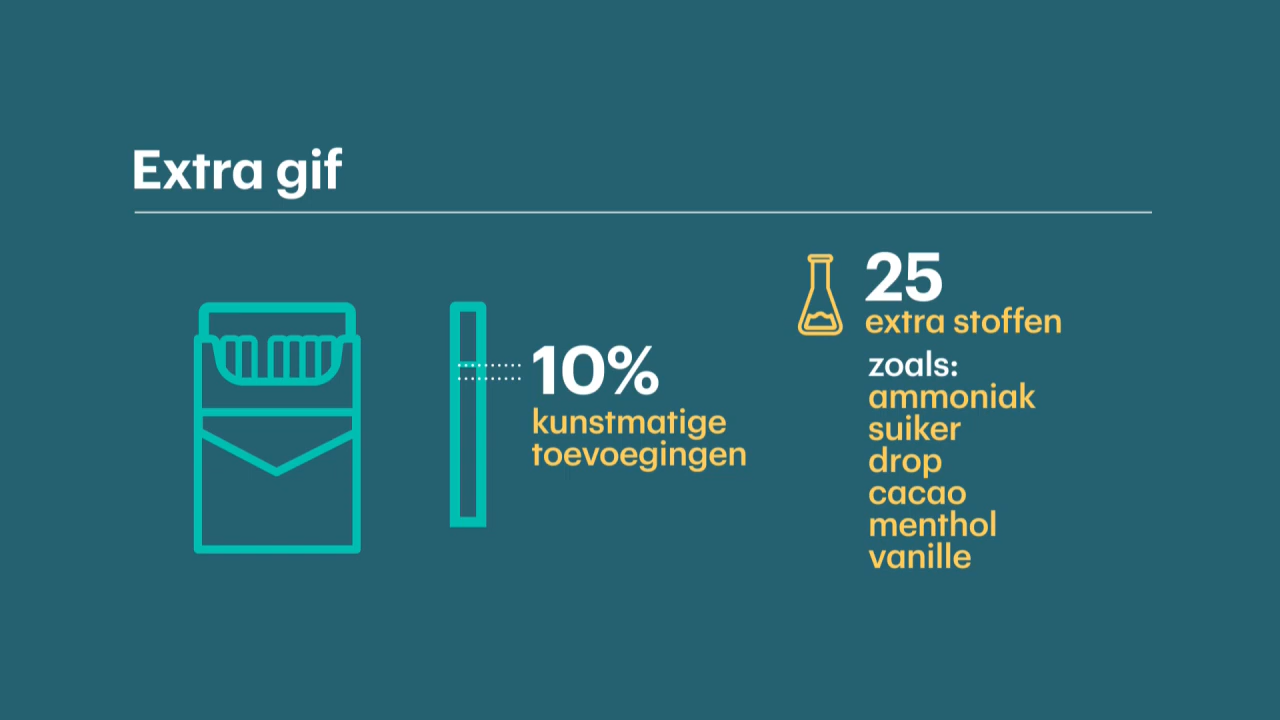 Extra gif
10%
kunstmatige
toevoegingen
25
extra stoffen
zoals:
ammoniak
suiker
drop
cacao
menthol
vanille